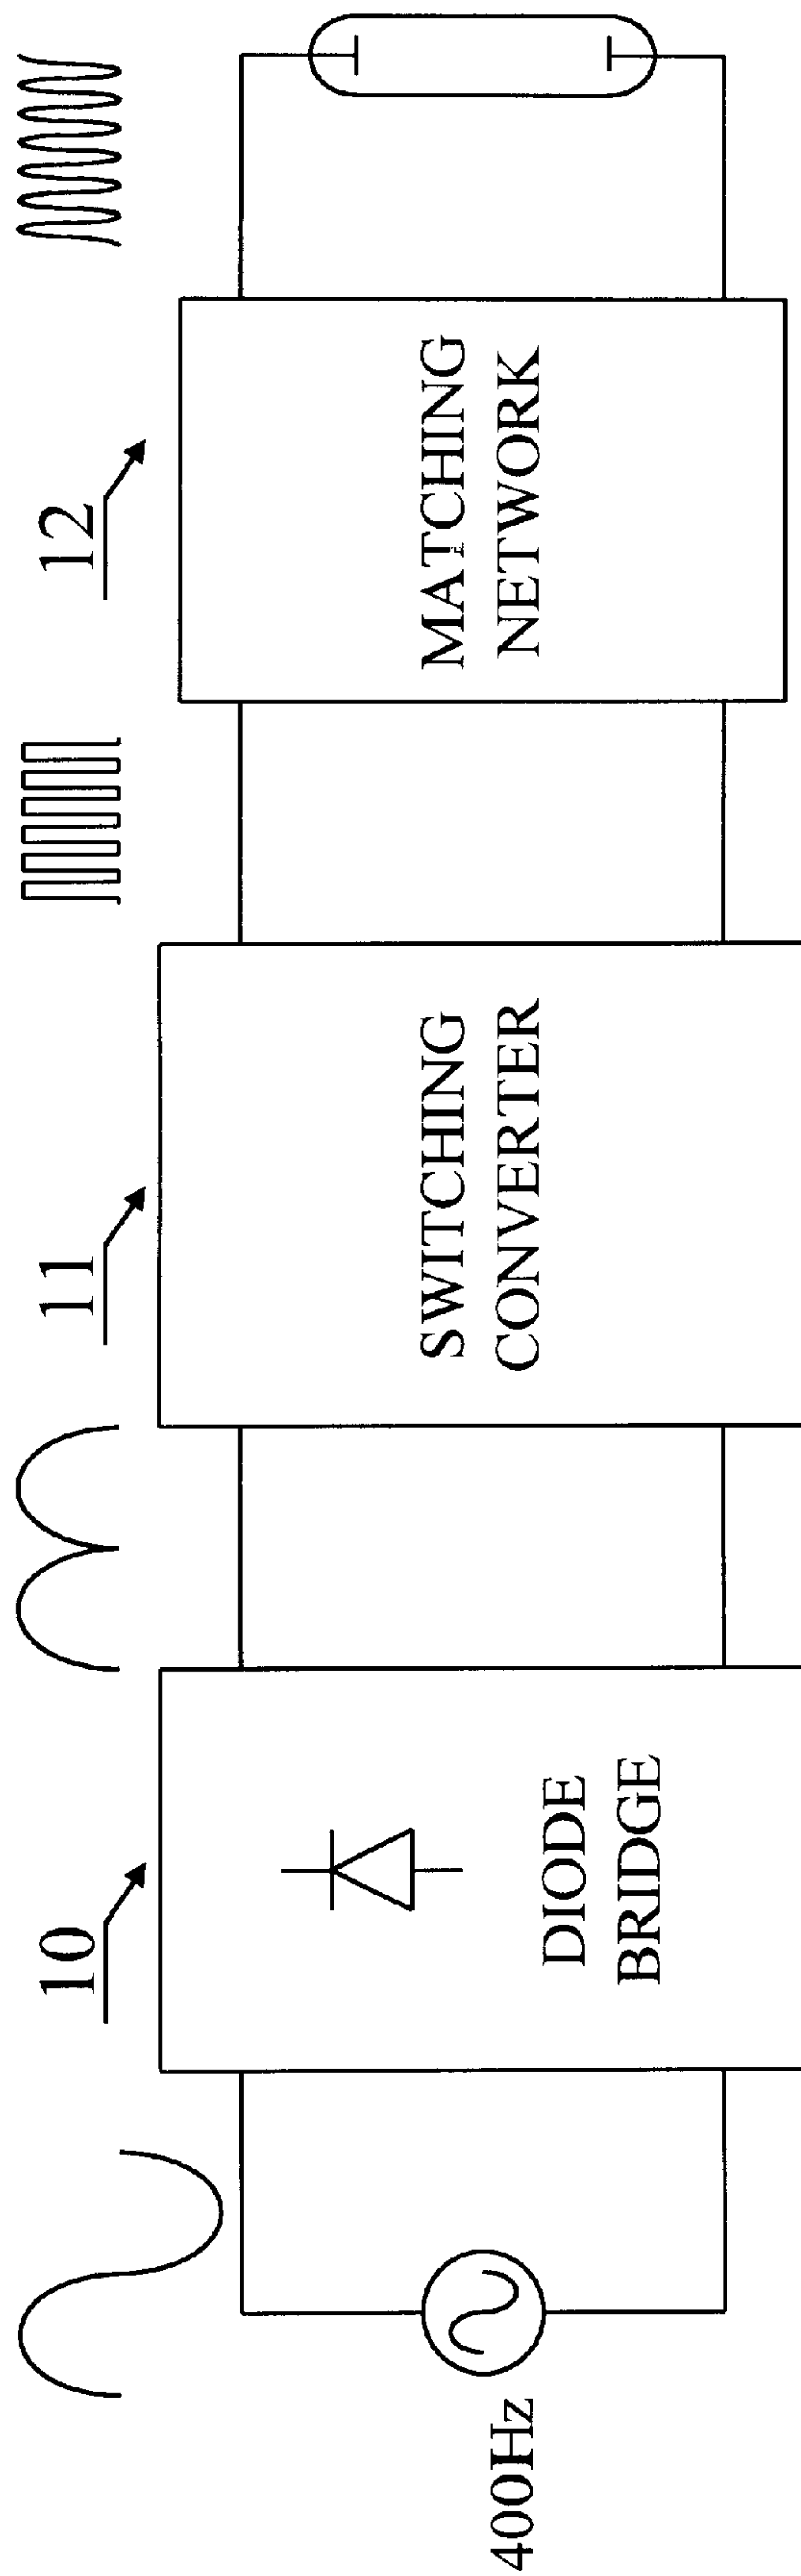 10
11
12
400Hz
DIODE
BRIDGE
SWITCHING
CONVERTER
MATCHING
NETWORK